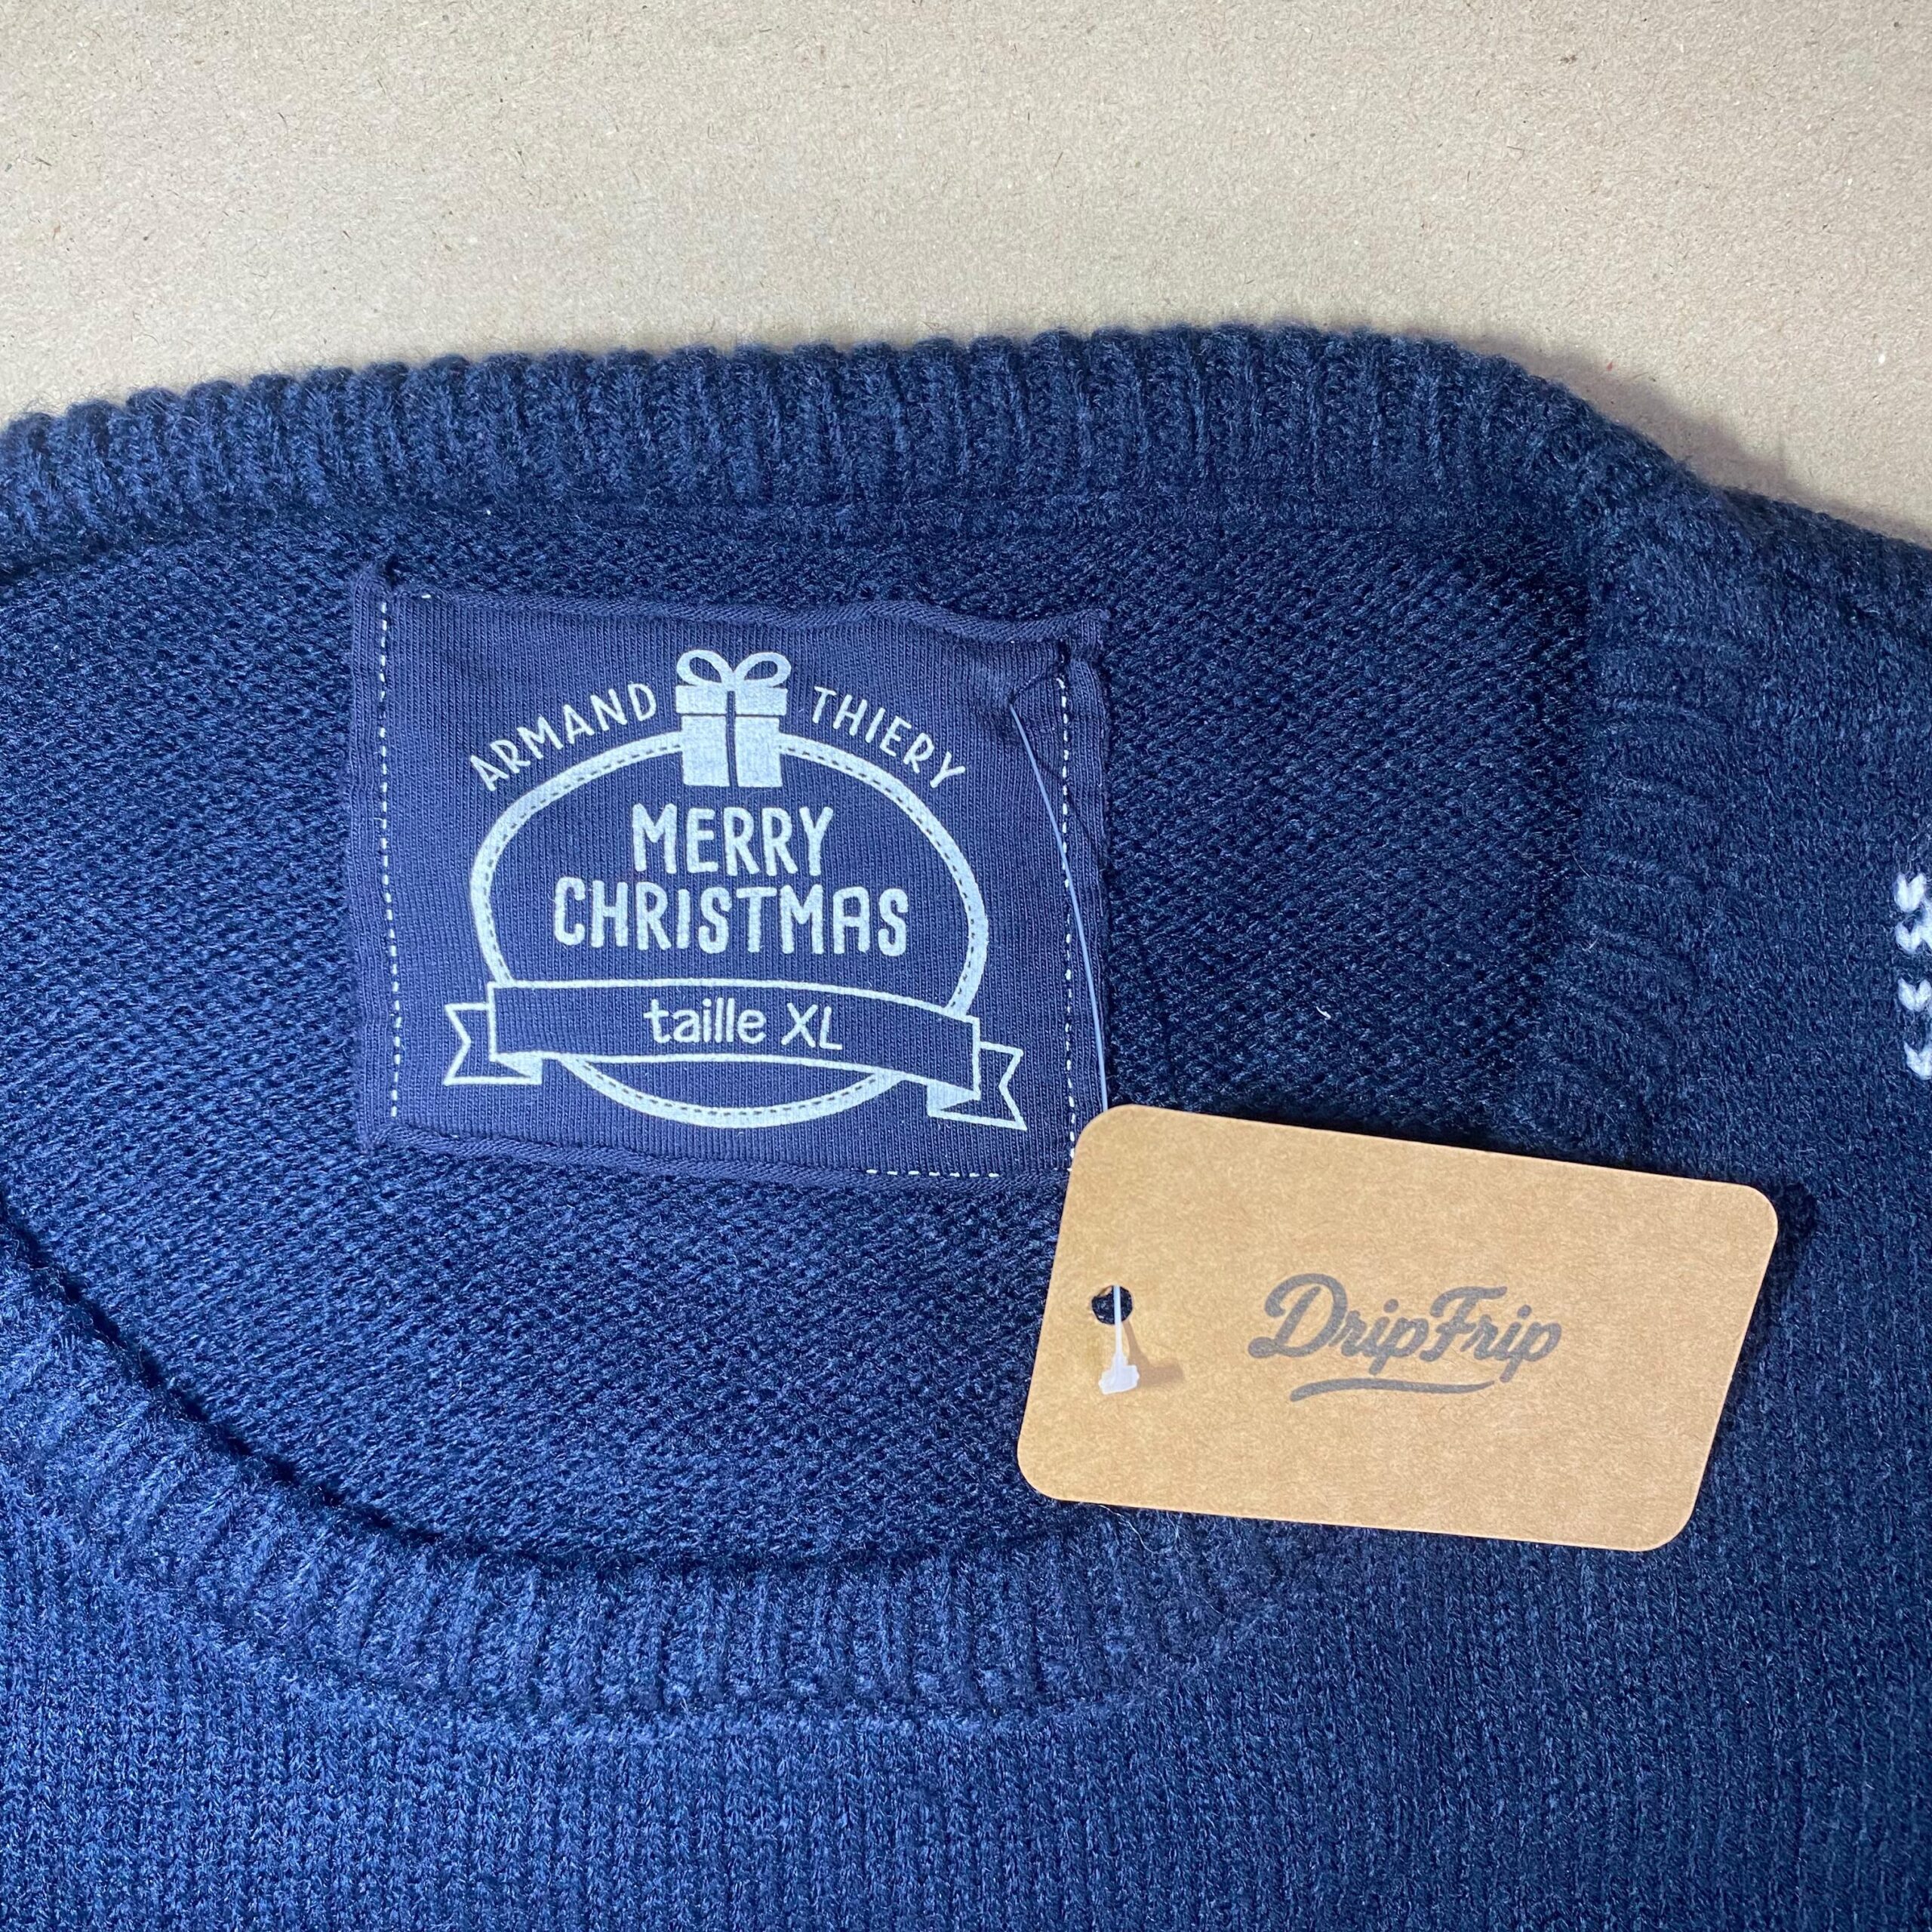 ARMAND THIERY
MERRY
CHRISTMAS
taille XL
DripFrip